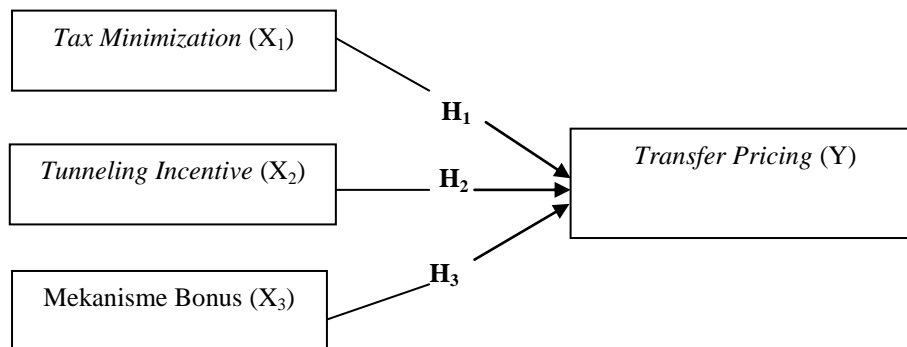 Tax Minimization (X₁)
H₁
Tunneling Incentive (X₂)
H₂
Transfer Pricing (Y)
H₃
Mekanisme Bonus (X₃)